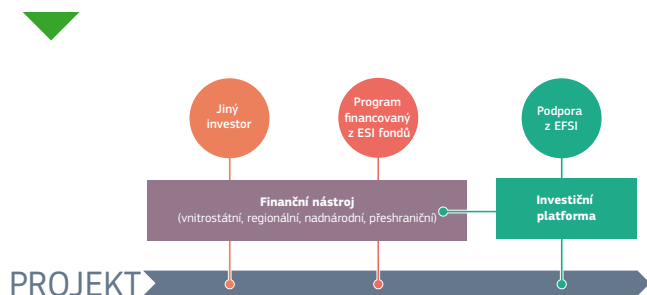 Jiný
investor
Program
financovaný
z ESI fondů
Podpora
z EFSI
Finanční nástroj
(vnitrostátní, regionální, nadnárodní, přeshraniční)
Investiční
platforma
PROJEKT